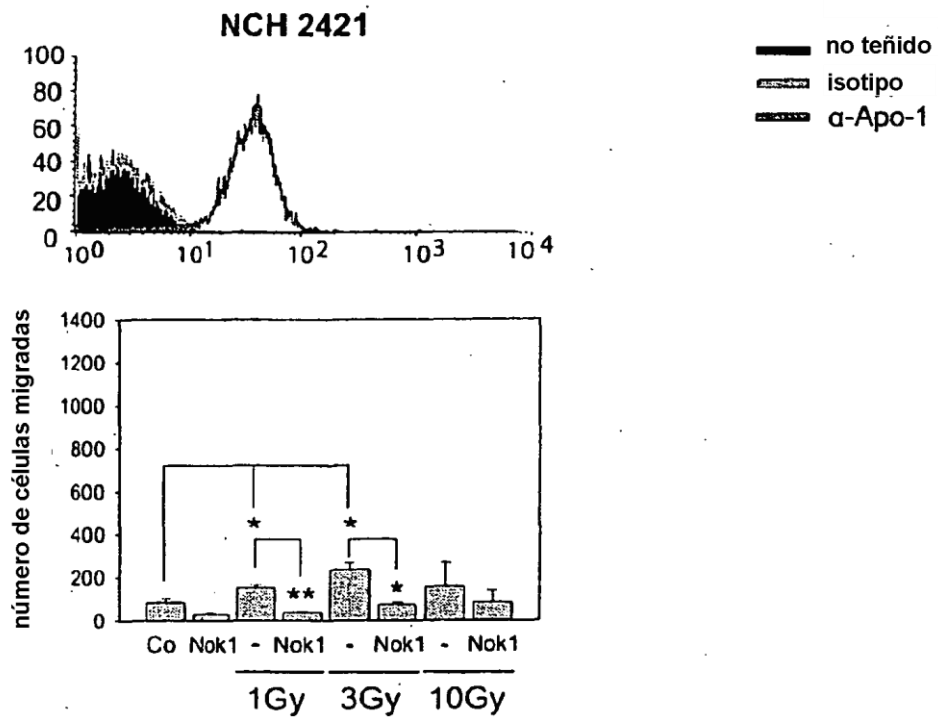 NCH 2421
no teñido
isotipo
α-Apo-1
100
80
60
40
20
0
10⁰ 10¹ 10² 10³ 10⁴
número de células migradas
1400
1200
1000
800
600
400
200
0
*
**
*
*
Co Nok1 - Nok1 - Nok1 - Nok1
1Gy 3Gy 10Gy